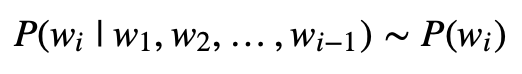 P(wᵢ | w₁, w₂, … , wᵢ₋₁) ∼ P(wᵢ)